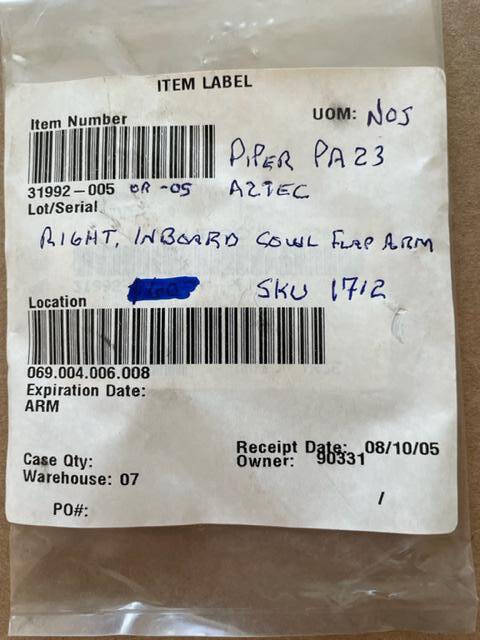 ITEM LABEL
Item Number
UOM: NOS
PIPER PA23
31992-005 OR -05 AZTEC
Lot/Serial
RIGHT, INBOARD COWL FLAP ARM
SKU 1712
Location
069.004.006.008
Expiration Date:
ARM
Receipt Date: 08/10/05
Case Qty:
Owner: 90331
Warehouse: 07
PO#:
/